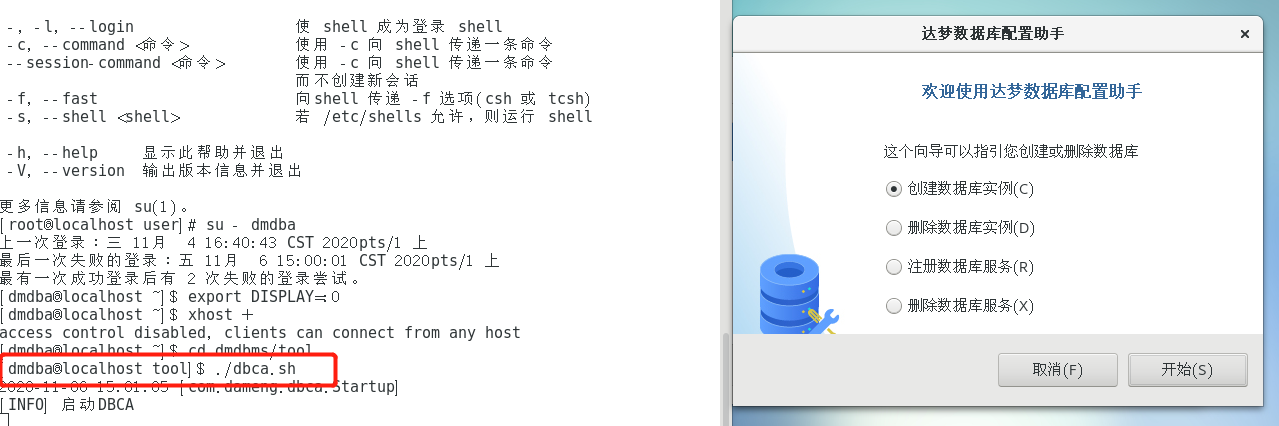 -, -l, --login 使 shell 成为登录 shell
-c, --command <命令> 使用 -c 向 shell 传递一条命令
--session-command <命令> 使用 -c 向 shell 传递一条命令
而不创建新会话
-f, --fast 向shell 传递 -f 选项(csh 或 tcsh)
-s, --shell <shell> 若 /etc/shells 允许，则运行 shell
-h, --help 显示此帮助并退出
-V, --version 输出版本信息并退出
更多信息请参阅 su(1)。
[root@localhost user]# su - dmdba
上一次登录：三 11月 4 16:40:43 CST 2020pts/1 上
最后一次失败的登录：五 11月 6 15:00:01 CST 2020pts/1 上
最有一次成功登录后有 2 次失败的登录尝试。
[dmdba@localhost ~]$ export DISPLAY=:0
[dmdba@localhost ~]$ xhost +
access control disabled, clients can connect from any host
[dmdba@localhost ~]$ cd dmdbms/tool
[dmdba@localhost tool]$ ./dbca.sh
2020-11-06 15:01:05 [com.dameng.dbca.Startup]
[INFO] 启动DBCA
达梦数据库配置助手
欢迎使用达梦数据库配置助手
这个向导可以指引您创建或删除数据库
创建数据库实例(C)
删除数据库实例(D)
注册数据库服务(R)
删除数据库服务(X)
取消(F) 开始(S)